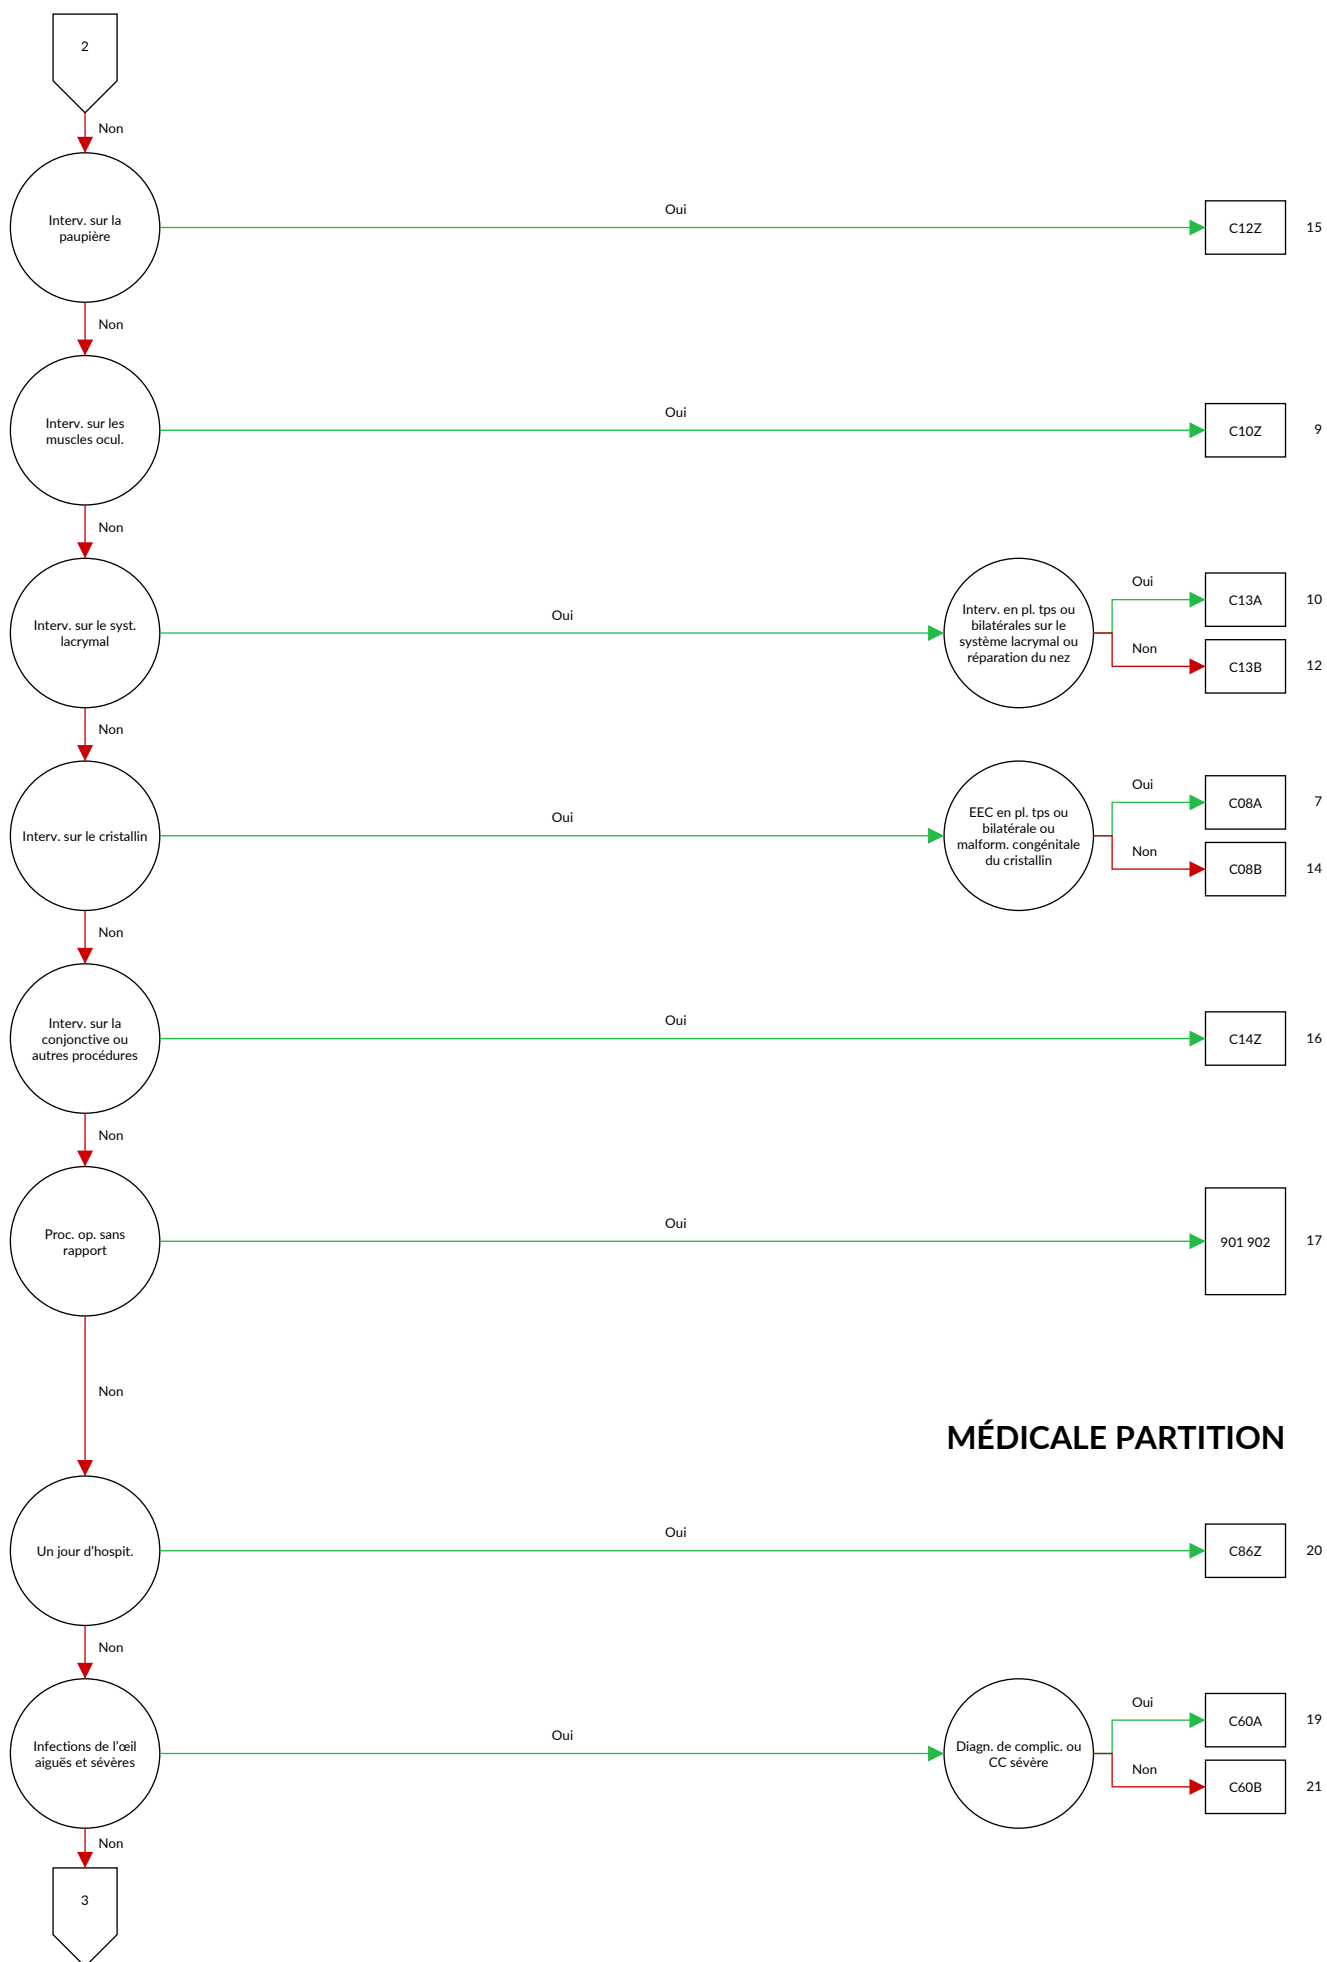 2
Non
Interv. sur la
paupière
Oui
C12Z
15
Non
Interv. sur les
muscles ocul.
Oui
C10Z
9
Non
Interv. sur le syst.
lacrymal
Oui
Interv. en pl. tps ou
bilatérales sur le
système lacrymal ou
réparation du nez
Oui
C13A
10
Non
C13B
12
Non
Interv. sur le cristallin
Oui
EEC en pl. tps ou
bilatérale ou
malform. congénitale
du cristallin
Oui
C08A
7
Non
C08B
14
Non
Interv. sur la
conjonctive ou
autres procédures
Oui
C14Z
16
Non
Proc. op. sans
rapport
Oui
901 902
17
Non
MÉDICALE PARTITION
Un jour d'hospit.
Oui
C86Z
20
Non
Infections de l'œil
aiguës et sévères
Oui
Diagn. de complic. ou
CC sévère
Oui
C60A
19
Non
C60B
21
Non
3